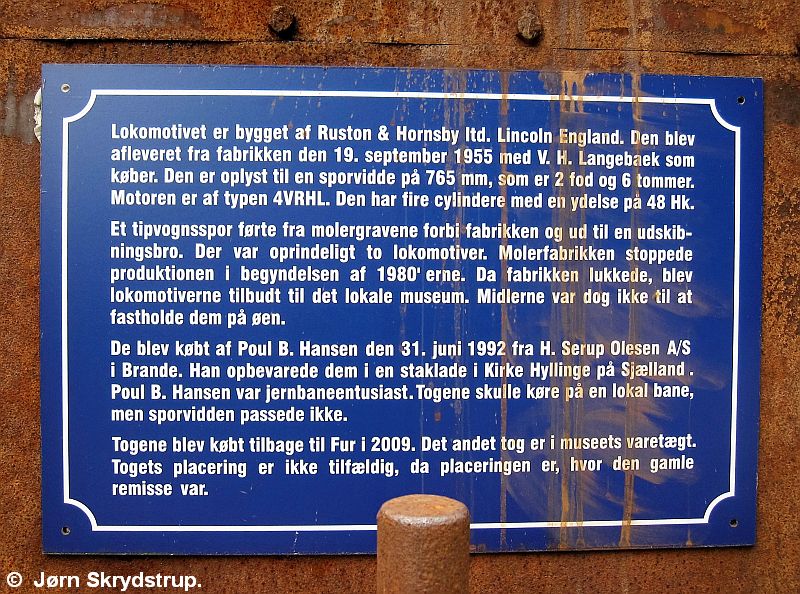 Lokomotivet er bygget af Ruston & Hornsby ltd. Lincoln England. Den blev
afleveret fra fabrikken den 19. september 1955 med V. H. Langebaek som
køber. Den er oplyst til en sporvidde på 765 mm, som er 2 fod og 6 tommer.
Motoren er af typen 4VRHL. Den har fire cylindere med en ydelse på 48 Hk.
Et tipvognsspor førte fra molergravene forbi fabrikken og ud til en udskib-
ningsbro. Der var oprindeligt to lokomotiver. Molerfabrikken stoppede
produktionen i begyndelsen af 1980'erne. Da fabrikken lukkede, blev
lokomotiverne tilbudt til det lokale museum. Midlerne var dog ikke til at
fastholde dem på øen.
De blev købt af Poul B. Hansen den 31. juni 1992 fra H. Serup Olesen A/S
i Brande. Han opbevarede dem i en staklade i Kirke Hyllinge på Sjælland.
Poul B. Hansen var jernbaneentusiast. Togene skulle køre på en lokal bane,
men sporvidden passede ikke.
Togene blev købt tilbage til Fur i 2009. Det andet tog er i museets varetægt.
Togets placering er ikke tilfældig, da placeringen er, hvor den gamle
remisse var.
© Jørn Skrydstrup.